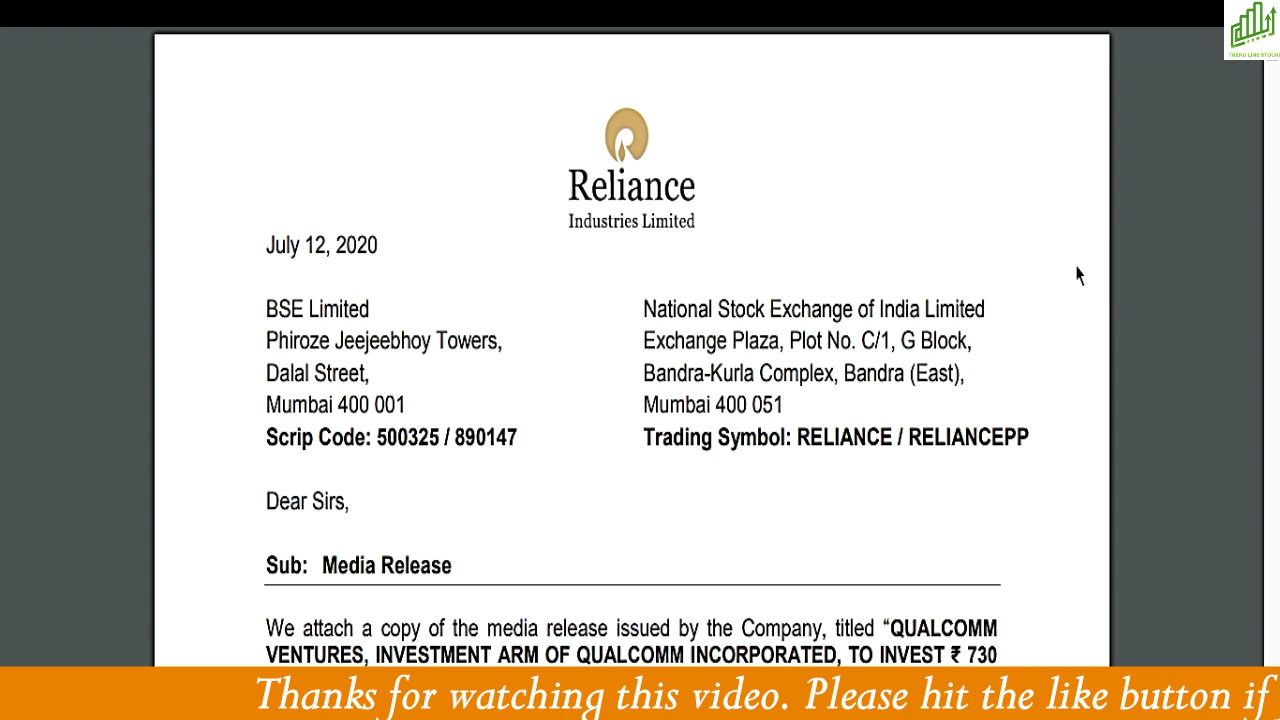 TREND LINE STOCKS
Reliance
Industries Limited
July 12, 2020
BSE Limited
Phiroze Jeejeebhoy Towers,
Dalal Street,
Mumbai 400 001
Scrip Code: 500325 / 890147
National Stock Exchange of India Limited
Exchange Plaza, Plot No. C/1, G Block,
Bandra-Kurla Complex, Bandra (East),
Mumbai 400 051
Trading Symbol: RELIANCE / RELIANCEPP
Dear Sirs,
Sub: Media Release
We attach a copy of the media release issued by the Company, titled “QUALCOMM
VENTURES, INVESTMENT ARM OF QUALCOMM INCORPORATED, TO INVEST ₹ 730
Thanks for watching this video. Please hit the like button if